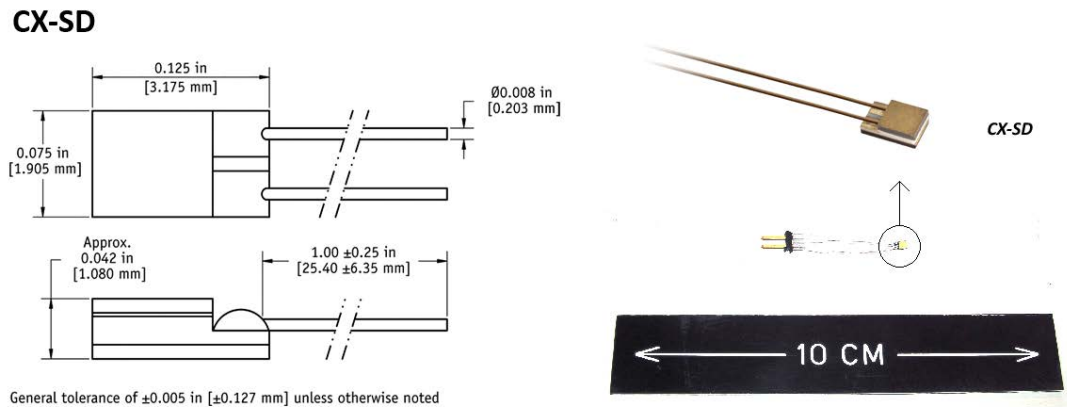 CX-SD
0.125 in
[3.175 mm]
Ø0.008 in
[0.203 mm]
0.075 in
[1.905 mm]
Approx.
0.042 in
[1.080 mm]
1.00 ±0.25 in
[25.40 ±6.35 mm]
General tolerance of ±0.005 in [±0.127 mm] unless otherwise noted
CX-SD
10 CM